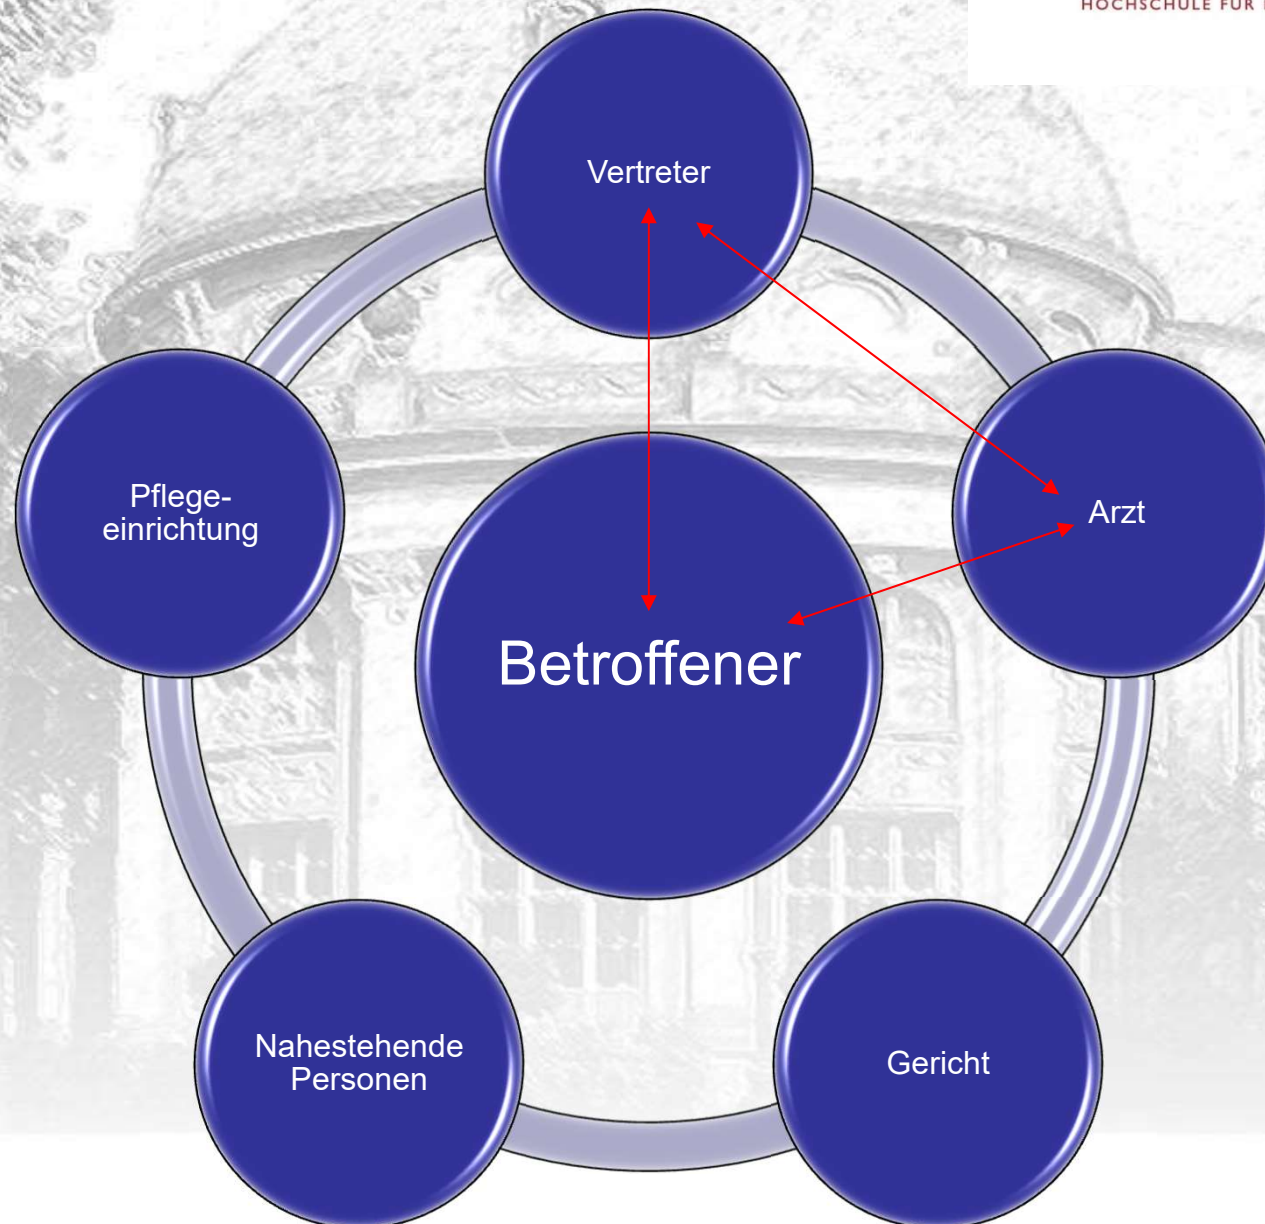 HOCHSCHULE FÜR
Vertreter
Pflege-
einrichtung
Arzt
Betroffener
Nahestehende
Personen
Gericht